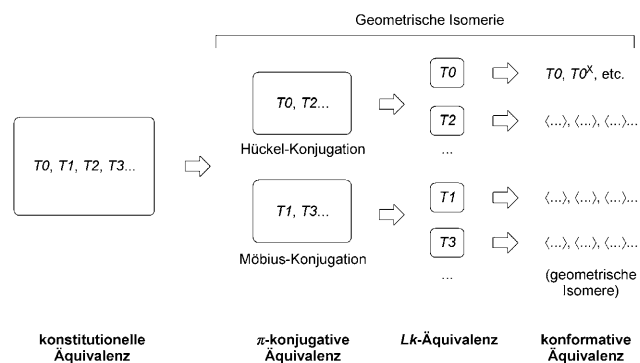 Geometrische Isomerie
T0, T1, T2, T3...
T0, T2...
Hückel-Konjugation
T1, T3...
Möbius-Konjugation
T0
T2
...
T1
T3
...
T0, T0ˣ, etc.
⟨...⟩, ⟨...⟩, ⟨...⟩...
⟨...⟩, ⟨...⟩, ⟨...⟩...
⟨...⟩, ⟨...⟩, ⟨...⟩...
(geometrische
Isomere)
konstitutionelle
Äquivalenz
π-konjugative
Äquivalenz
Lk-Äquivalenz
konformative
Äquivalenz